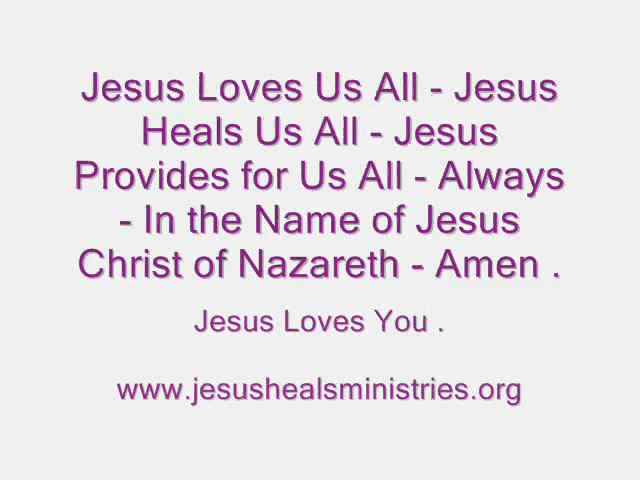 Jesus Loves Us All - Jesus
Heals Us All - Jesus
Provides for Us All - Always
- In the Name of Jesus
Christ of Nazareth - Amen .
Jesus Loves You .
www.jesushealsministries.org